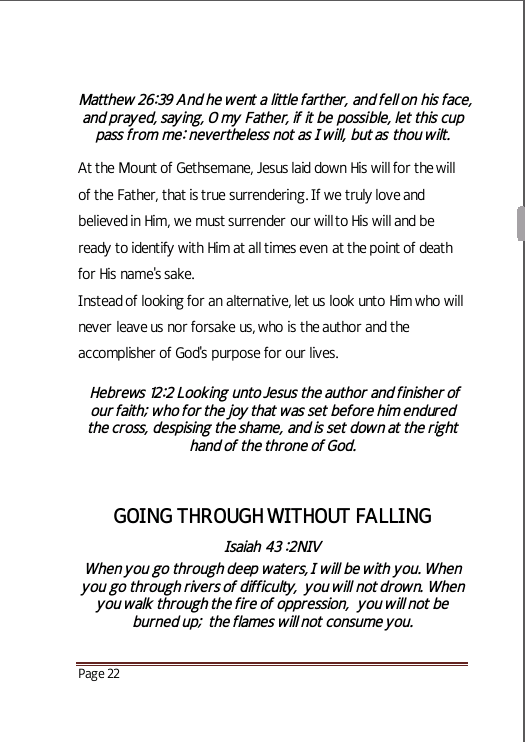 Matthew 26:39 And he went a little farther, and fell on his face,
and prayed, saying, O my Father, if it be possible, let this cup
pass from me: nevertheless not as I will, but as thou wilt.
At the Mount of Gethsemane, Jesus laid down His will for the will
of the Father, that is true surrendering. If we truly love and
believed in Him, we must surrender our will to His will and be
ready to identify with Him at all times even at the point of death
for His name's sake.
Instead of looking for an alternative, let us look unto Him who will
never leave us nor forsake us, who is the author and the
accomplisher of God's purpose for our lives.
Hebrews 12:2 Looking unto Jesus the author and finisher of
our faith; who for the joy that was set before him endured
the cross, despising the shame, and is set down at the right
hand of the throne of God.
GOING THROUGH WITHOUT FALLING
Isaiah 43 :2NIV
When you go through deep waters, I will be with you. When
you go through rivers of difficulty, you will not drown. When
you walk through the fire of oppression, you will not be
burned up; the flames will not consume you.
Page 22